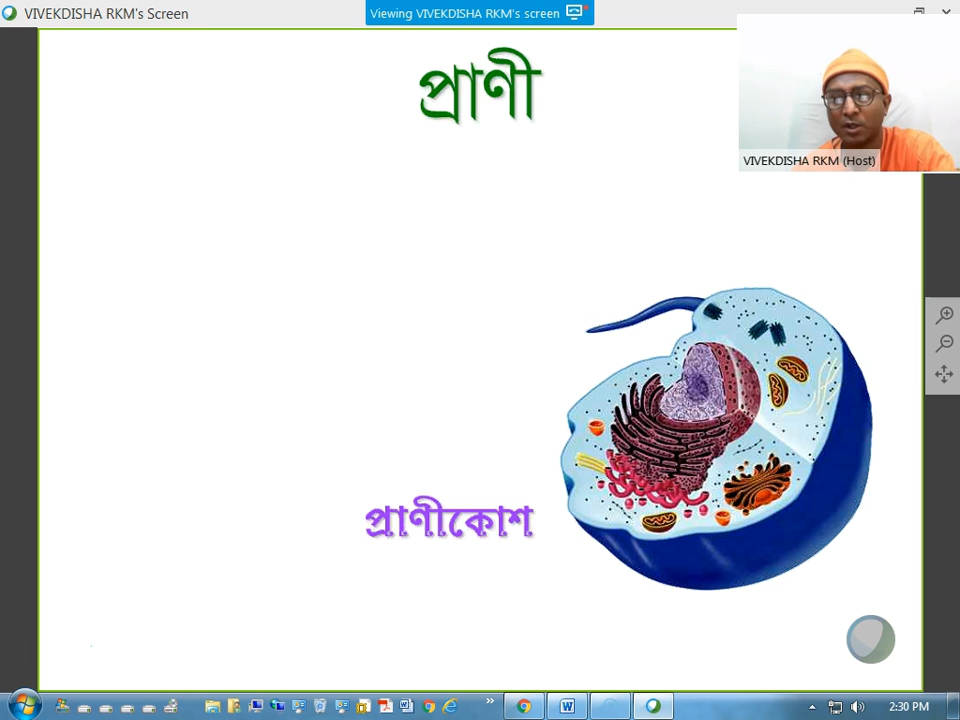 VIVEKDISHA RKM's Screen
Viewing VIVEKDISHA RKM's screen
প্রাণী
VIVEKDISHA RKM (Host)
প্রাণীকোশ
2:30 PM